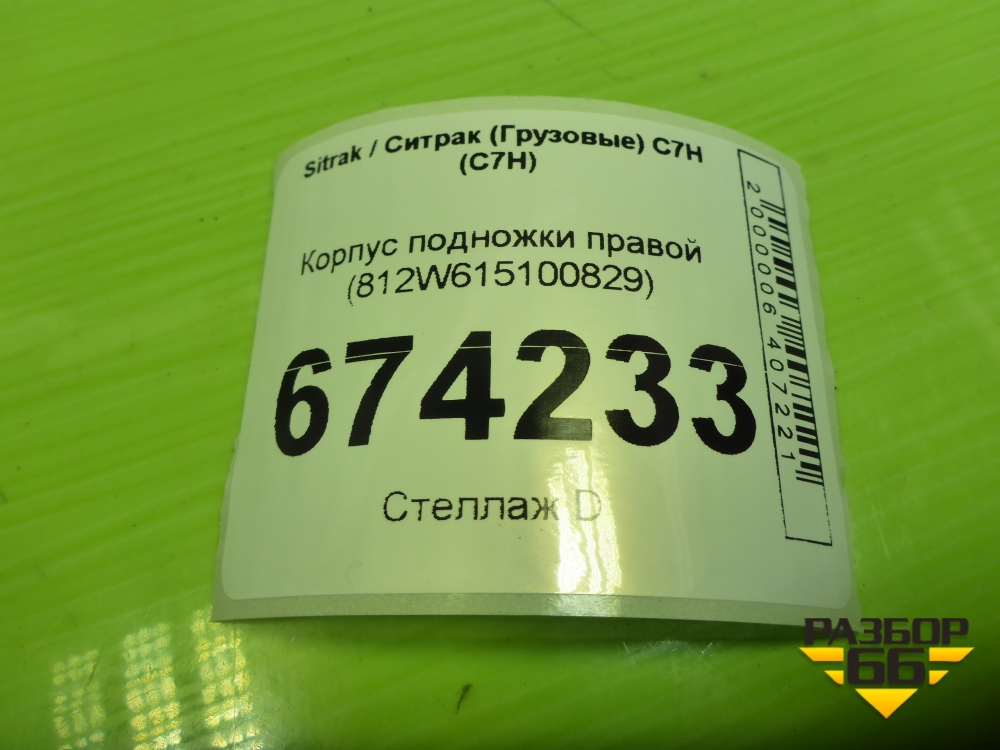 Sitrak / Ситрак (Грузовые) C7H
(C7H)
Корпус подножки правой
(812W615100829)
674233
Стеллаж D
2000006407221
РАЗБОР
66